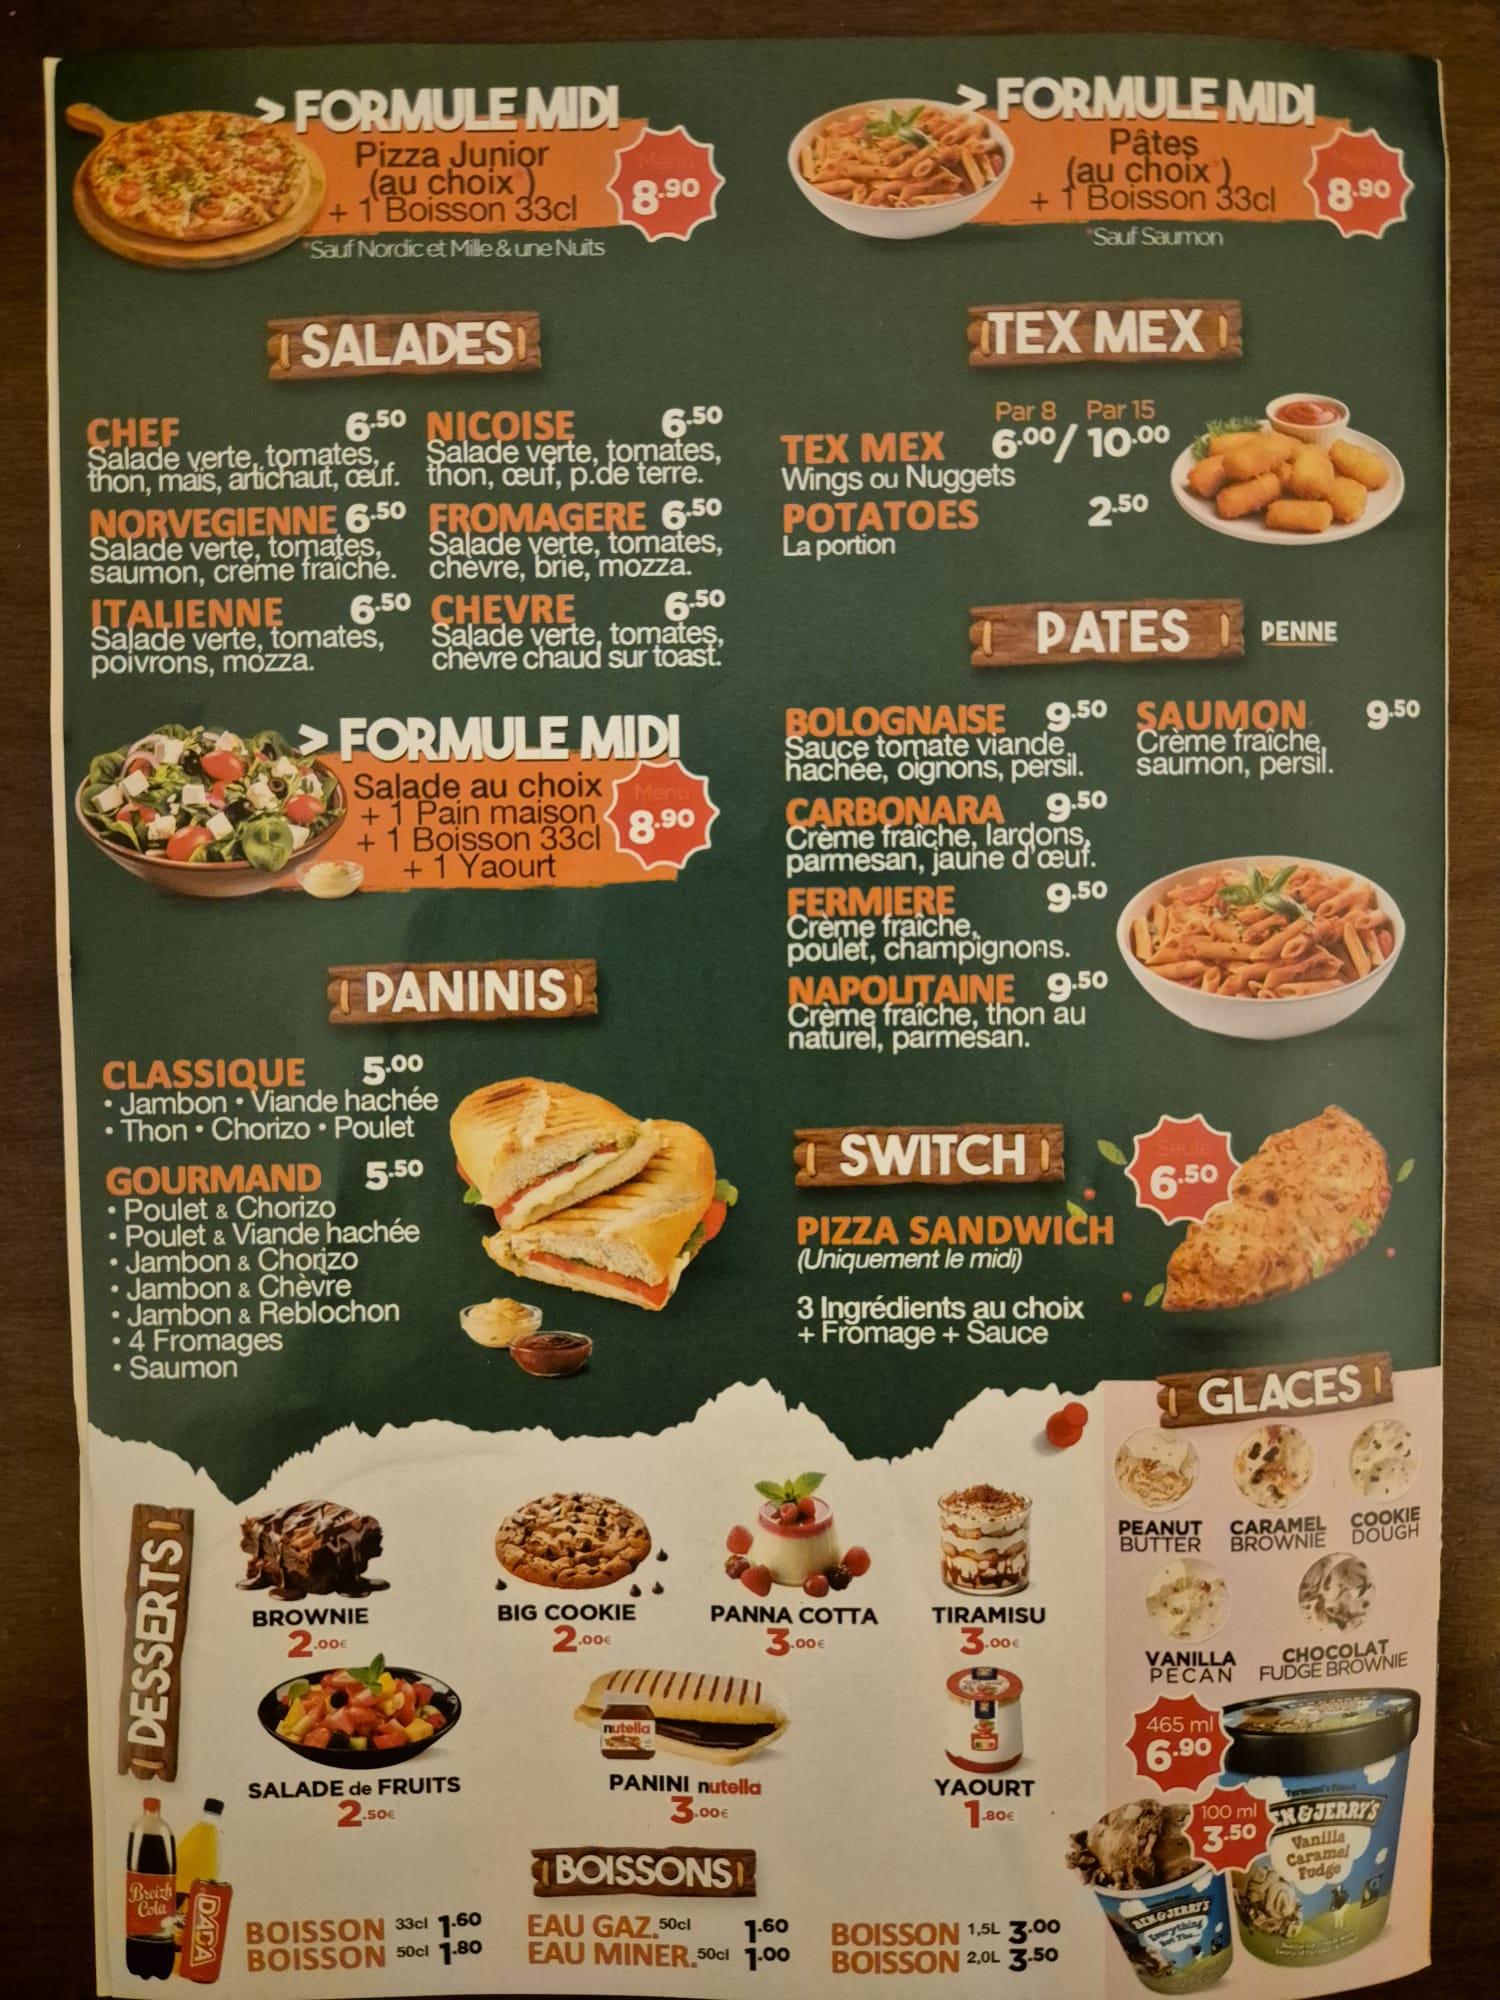 > FORMULE MIDI
Pizza Junior
(au choix*)
+ 1 Boisson 33cl
Menu
8.90
*Sauf Nordic et Mille & une Nuits
> FORMULE MIDI
Pâtes
(au choix*)
+ 1 Boisson 33cl
Menu
8.90
*Sauf Saumon
SALADES
CHEF 6.50
Salade verte, tomates,
thon, maïs, artichaut, œuf.
NICOISE 6.50
Salade verte, tomates,
thon, œuf, p.de terre.
NORVEGIENNE 6.50
Salade verte, tomates,
saumon, crème fraîche.
FROMAGERE 6.50
Salade verte, tomates,
chèvre, brie, mozza.
ITALIENNE 6.50
Salade verte, tomates,
poivrons, mozza.
CHEVRE 6.50
Salade verte, tomates,
chèvre chaud sur toast.
> FORMULE MIDI
Salade au choix
+ 1 Pain maison
+ 1 Boisson 33cl
+ 1 Yaourt
Menu
8.90
PANINIS
CLASSIQUE 5.00
• Jambon • Viande hachée
• Thon • Chorizo • Poulet
GOURMAND 5.50
• Poulet & Chorizo
• Poulet & Viande hachée
• Jambon & Chorizo
• Jambon & Chèvre
• Jambon & Reblochon
• 4 Fromages
• Saumon
TEX MEX
Par 8 Par 15
TEX MEX 6.00/ 10.00
Wings ou Nuggets
POTATOES 2.50
La portion
PATES PENNE
BOLOGNAISE 9.50
Sauce tomate viande
hachée, oignons, persil.
SAUMON 9.50
Crème fraîche,
saumon, persil.
CARBONARA 9.50
Crème fraîche, lardons,
parmesan, jaune d'œuf.
FERMIERE 9.50
Crème fraîche,
poulet, champignons.
NAPOLITAINE 9.50
Crème fraîche, thon au
naturel, parmesan.
SWITCH
Seule
6.50
PIZZA SANDWICH
(Uniquement le midi)
3 Ingrédients au choix
+ Fromage + Sauce
DESSERTS
BROWNIE
2.00€
BIG COOKIE
2.00€
PANNA COTTA
3.00€
TIRAMISU
3.00€
SALADE de FRUITS
2.50€
nutella
PANINI nutella
3.00€
YAOURT
1.80€
GLACES
PEANUT
BUTTER
CARAMEL
BROWNIE
COOKIE
DOUGH
VANILLA
PECAN
CHOCOLAT
FUDGE BROWNIE
465 ml
6.90
100 ml
3.50
Vermont's Finest
BEN & JERRY'S
Vanilla
Caramel
Fudge
BEN & JERRY'S
Everything
But The...
BOISSONS
Breizh
Cola
DADA
BOISSON 33cl 1.60
BOISSON 50cl 1.80
EAU GAZ. 50cl 1.60
EAU MINER. 50cl 1.00
BOISSON 1,5L 3.00
BOISSON 2,0L 3.50